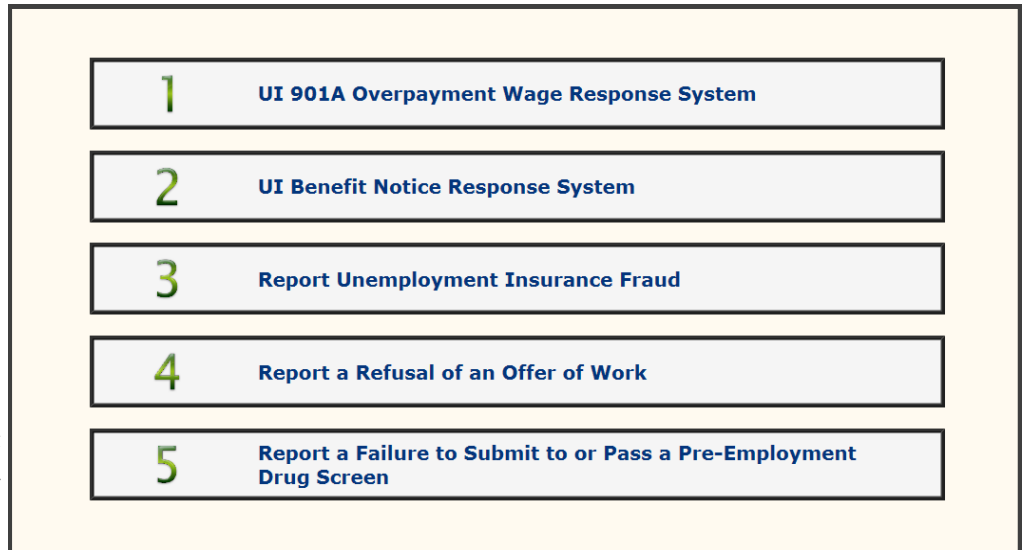 1 UI 901A Overpayment Wage Response System
2 UI Benefit Notice Response System
3 Report Unemployment Insurance Fraud
4 Report a Refusal of an Offer of Work
5 Report a Failure to Submit to or Pass a Pre-Employment
Drug Screen